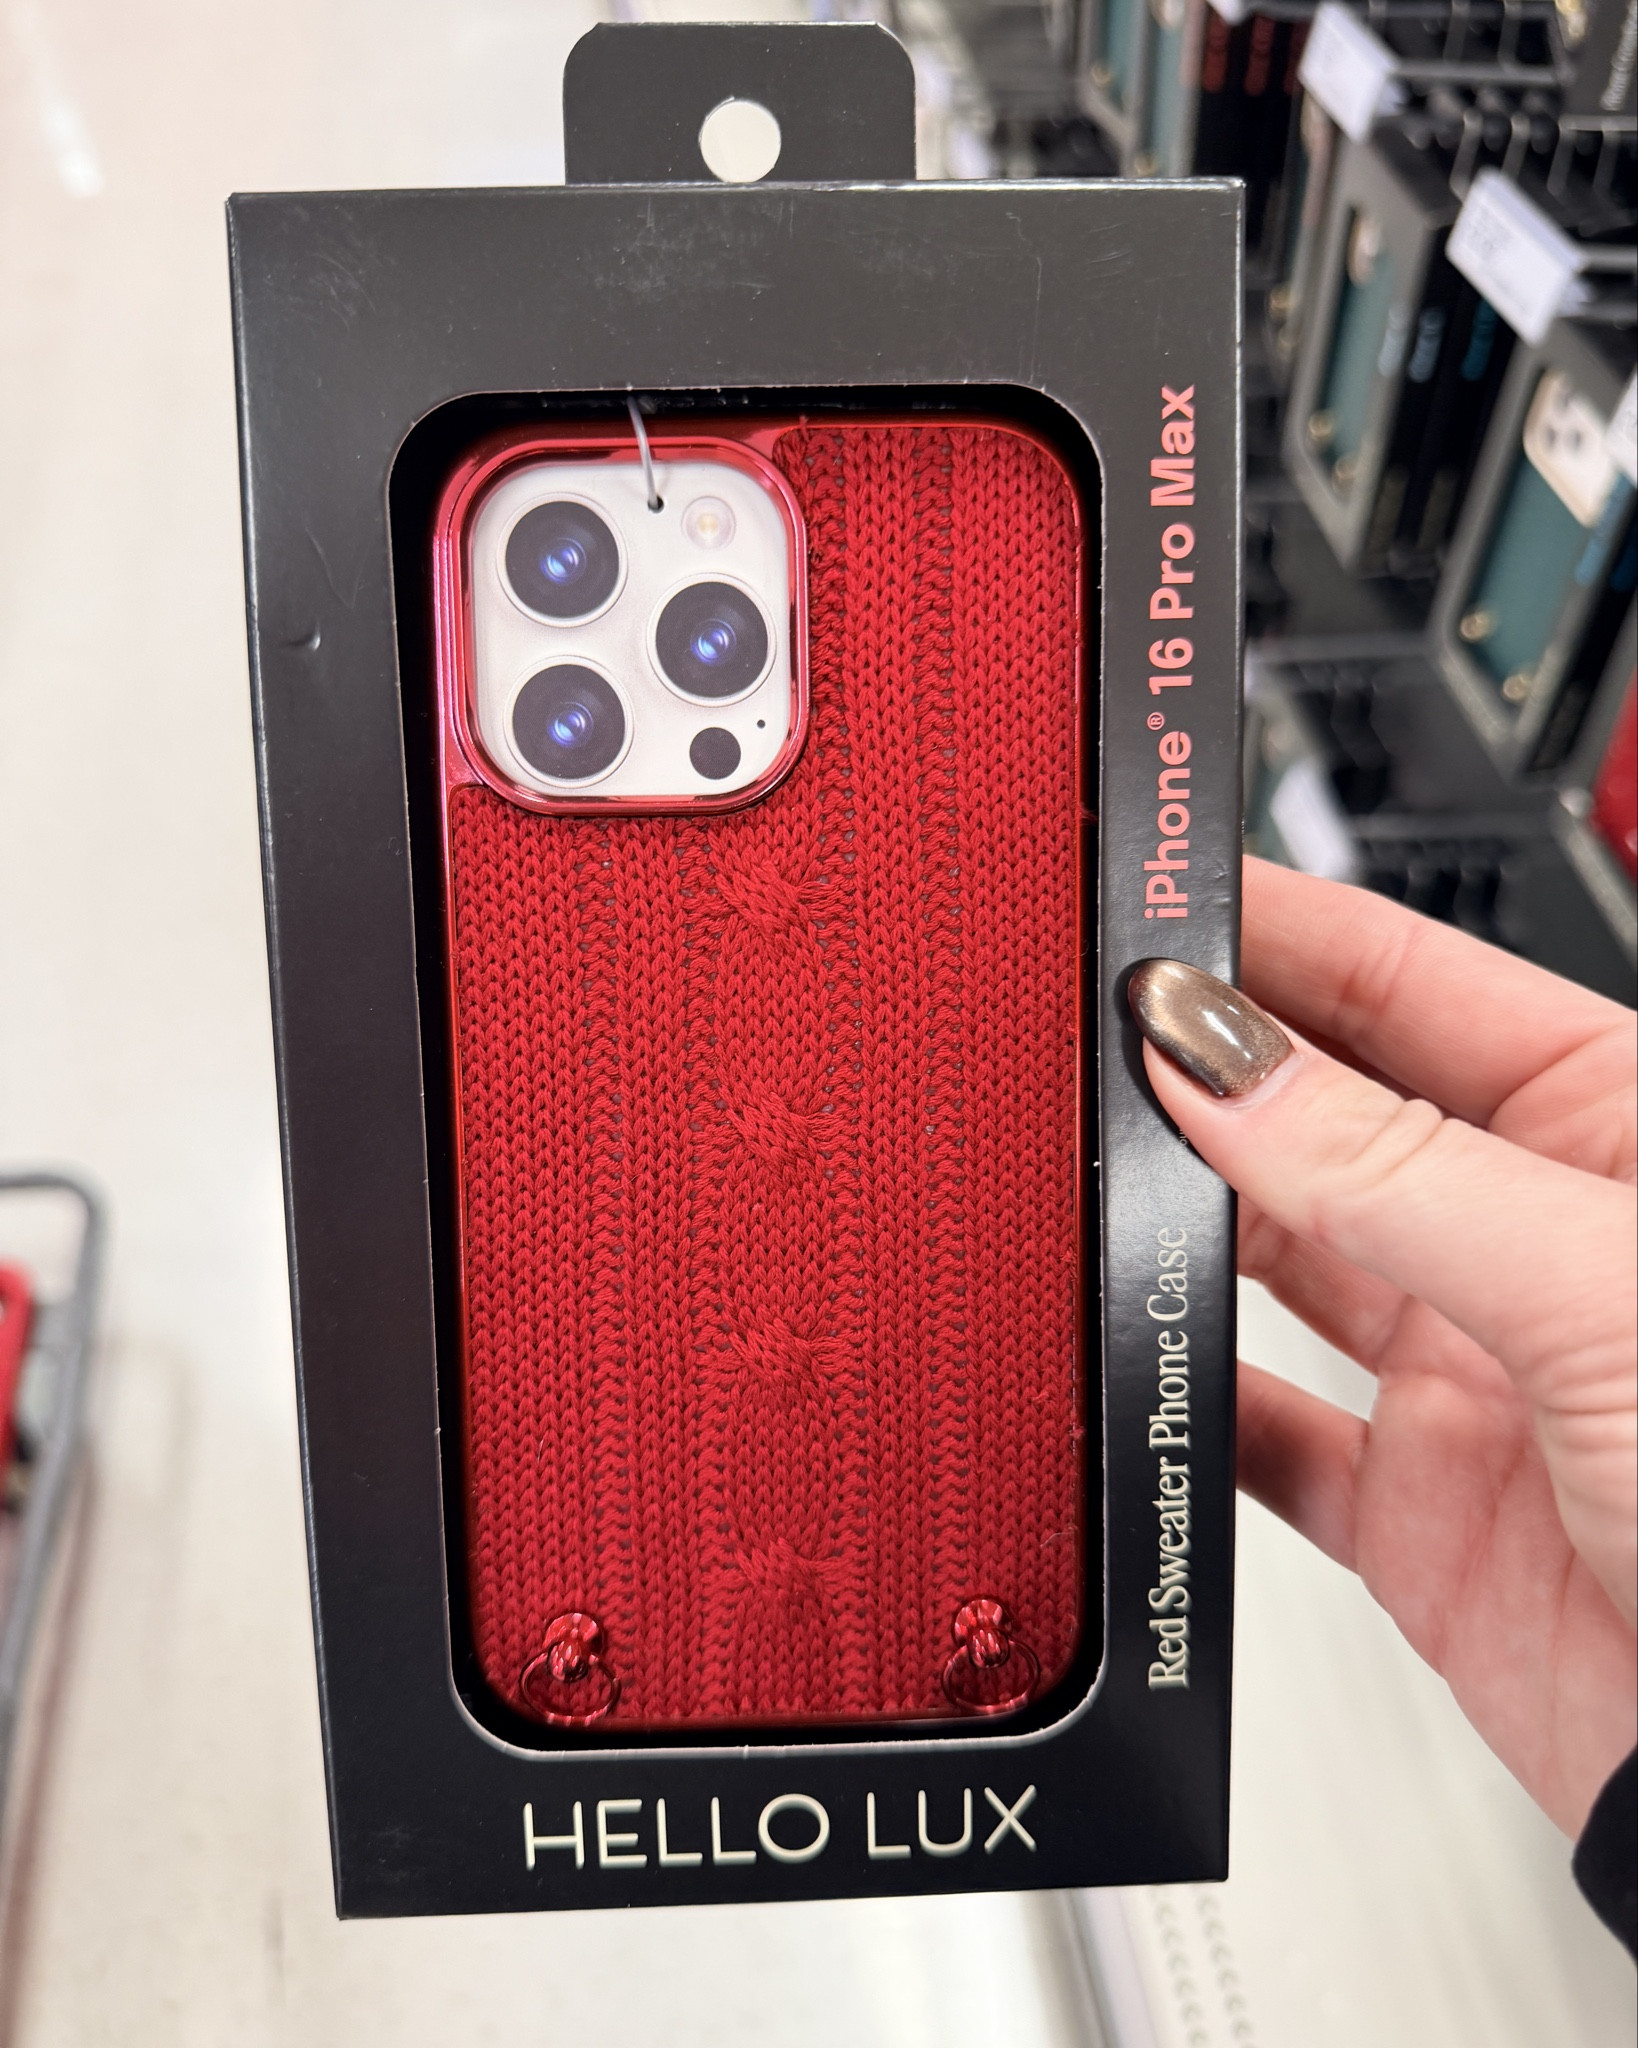 iPhone® 16 Pro Max
Red Sweater Phone Case
HELLO LUX